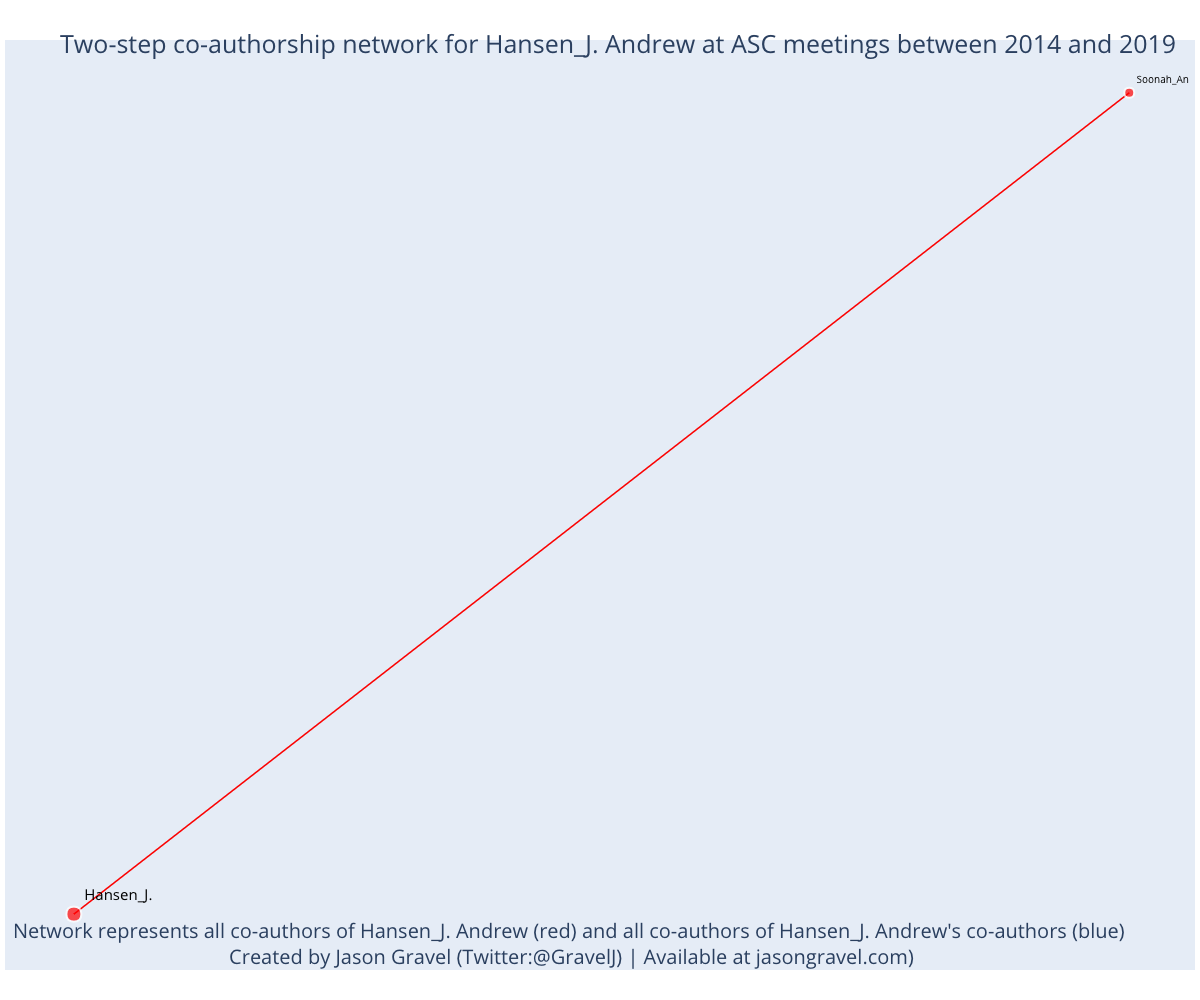 Two-step co-authorship network for Hansen_J. Andrew at ASC meetings between 2014 and 2019
Soonah_An
Hansen_J.
Network represents all co-authors of Hansen_J. Andrew (red) and all co-authors of Hansen_J. Andrew's co-authors (blue)
Created by Jason Gravel (Twitter:@GravelJ) | Available at jasongravel.com)